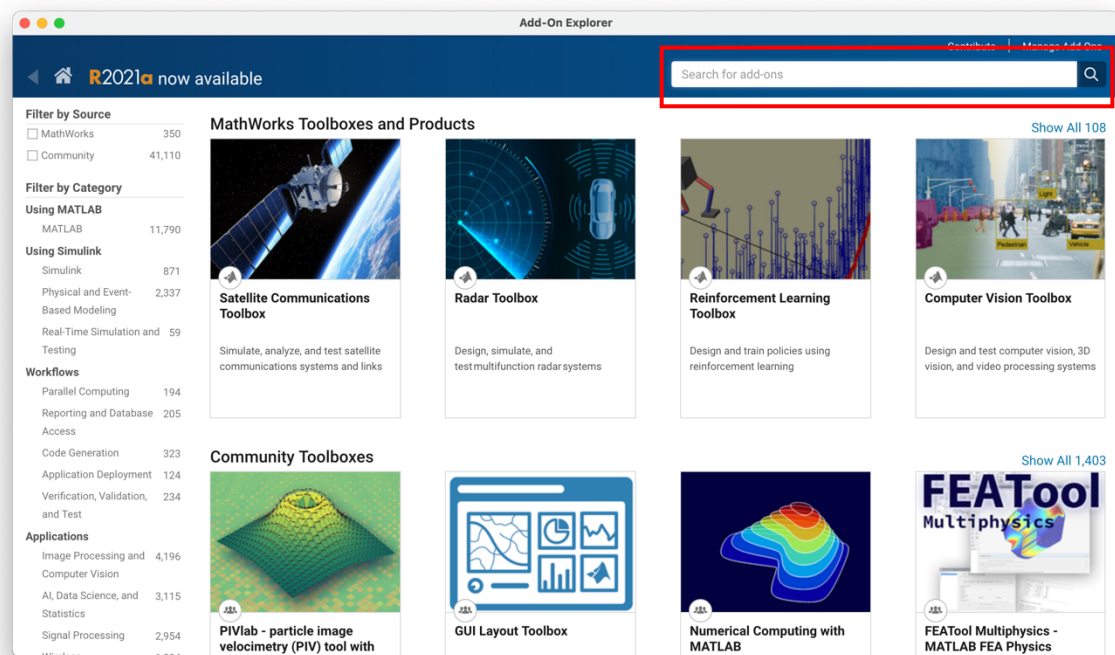 Add-On Explorer
Contribute | Manage Add-Ons
R2021a now available
Search for add-ons
Filter by Source
MathWorks 350
Community 41,110
Filter by Category
Using MATLAB
MATLAB 11,790
Using Simulink
Simulink 871
Physical and Event- 2,337
Based Modeling
Real-Time Simulation and 59
Testing
Workflows
Parallel Computing 194
Reporting and Database 205
Access
Code Generation 323
Application Deployment 124
Verification, Validation, 234
and Test
Applications
Image Processing and 4,196
Computer Vision
AI, Data Science, and 3,115
Statistics
Signal Processing 2,954
MathWorks Toolboxes and Products
Show All 108
Satellite Communications
Toolbox
Simulate, analyze, and test satellite
communications systems and links
Radar Toolbox
Design, simulate, and
test multifunction radar systems
Reinforcement Learning
Toolbox
Design and train policies using
reinforcement learning
Light
Pedestrian
Vehicle
Computer Vision Toolbox
Design and test computer vision, 3D
vision, and video processing systems
Community Toolboxes
Show All 1,403
PIVlab - particle image
velocimetry (PIV) tool with
GUI Layout Toolbox
Numerical Computing with
MATLAB
FEATool
Multiphysics
FEATool Multiphysics -
MATLAB FEA Physics